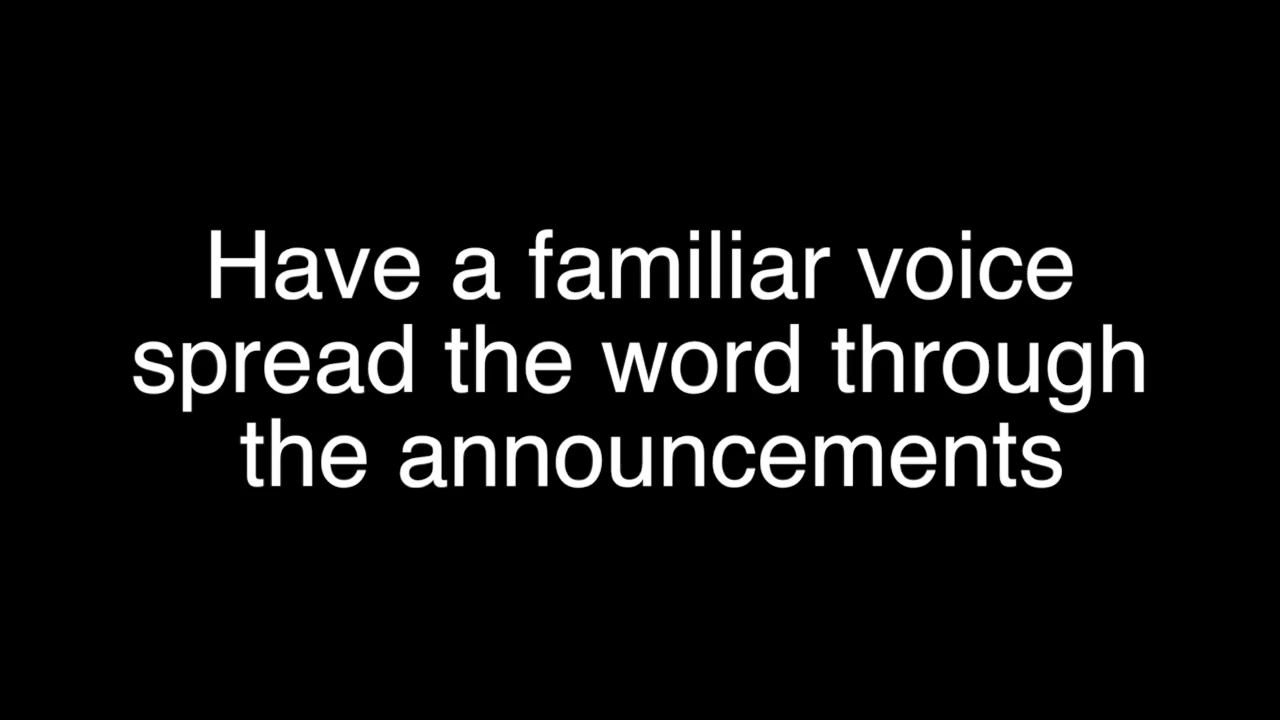 Have a familiar voice
spread the word through
the announcements